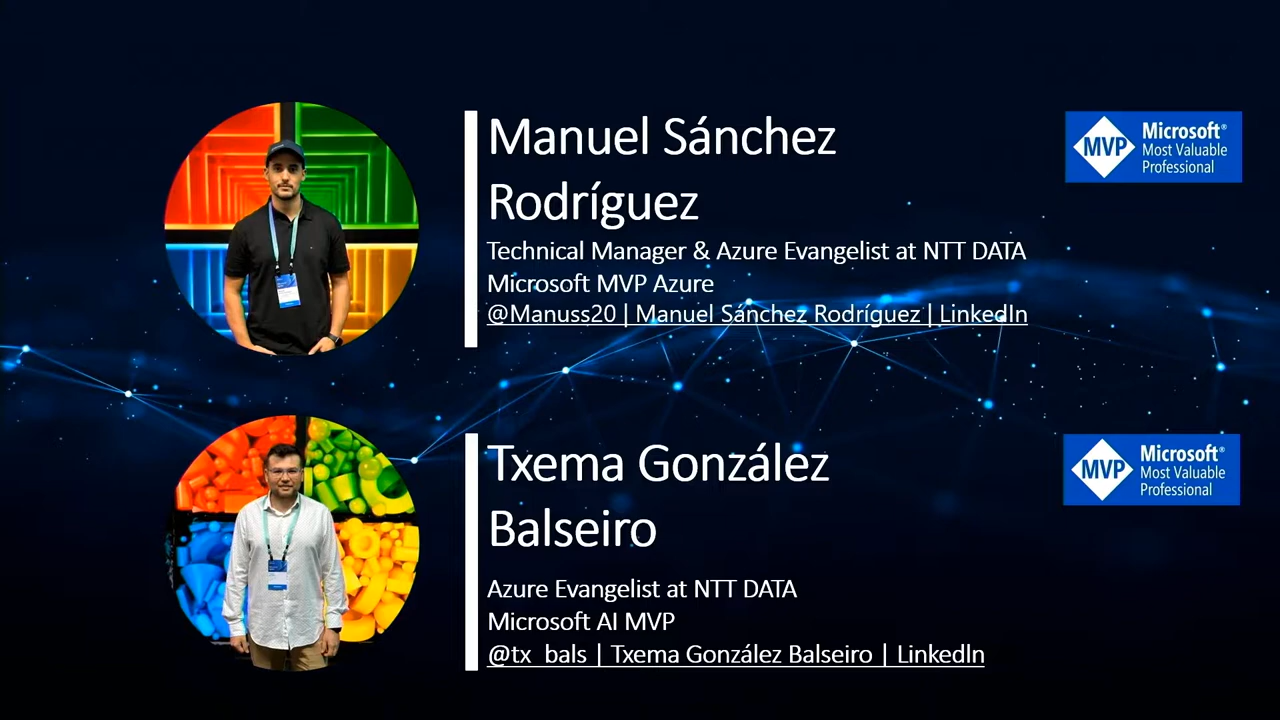 Manuel Sánchez
Rodríguez
Technical Manager & Azure Evangelist at NTT DATA
Microsoft MVP Azure
@Manuss20 | Manuel Sánchez Rodríguez | LinkedIn
MVP
Microsoft®
Most Valuable
Professional
Txema González
Balseiro
Azure Evangelist at NTT DATA
Microsoft AI MVP
@tx_bals | Txema González Balseiro | LinkedIn
MVP
Microsoft®
Most Valuable
Professional